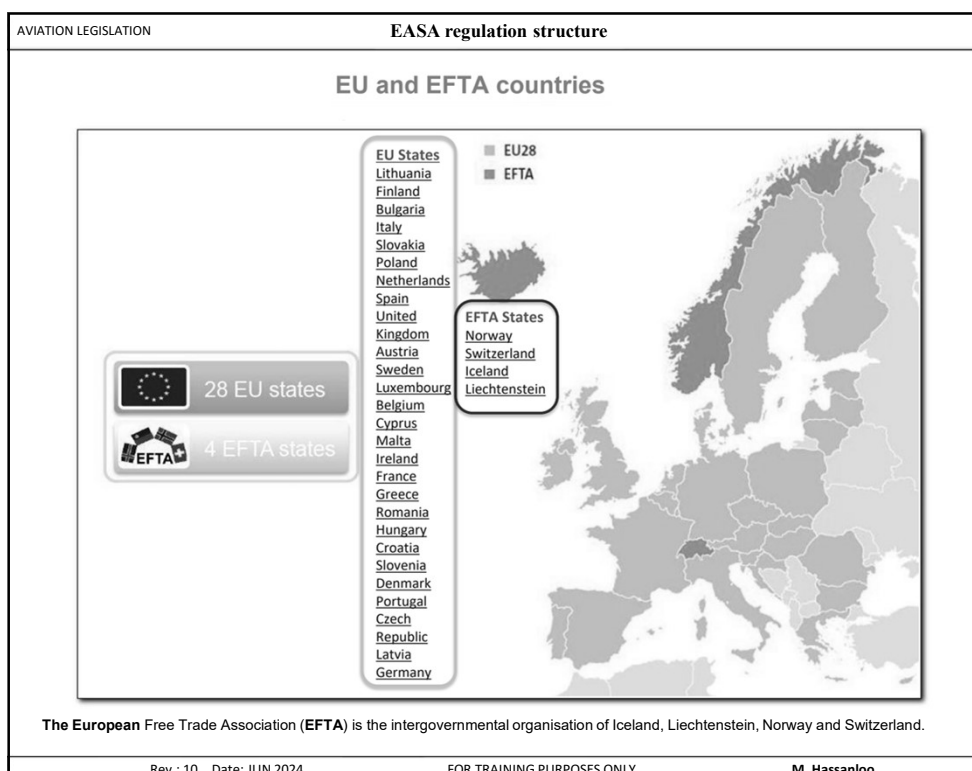 AVIATION LEGISLATION
EASA regulation structure
EU and EFTA countries
EU States
Lithuania
Finland
Bulgaria
Italy
Slovakia
Poland
Netherlands
Spain
United
Kingdom
Austria
Sweden
Luxembourg
Belgium
Cyprus
Malta
Ireland
France
Greece
Romania
Hungary
Croatia
Slovenia
Denmark
Portugal
Czech
Republic
Latvia
Germany
EU28
EFTA
EFTA States
Norway
Switzerland
Iceland
Liechtenstein
28 EU states
EFTA
4 EFTA states
The European Free Trade Association (EFTA) is the intergovernmental organisation of Iceland, Liechtenstein, Norway and Switzerland.
Rev.: 10 Date: JUN 2024
FOR TRAINING PURPOSES ONLY
M. Hassanloo